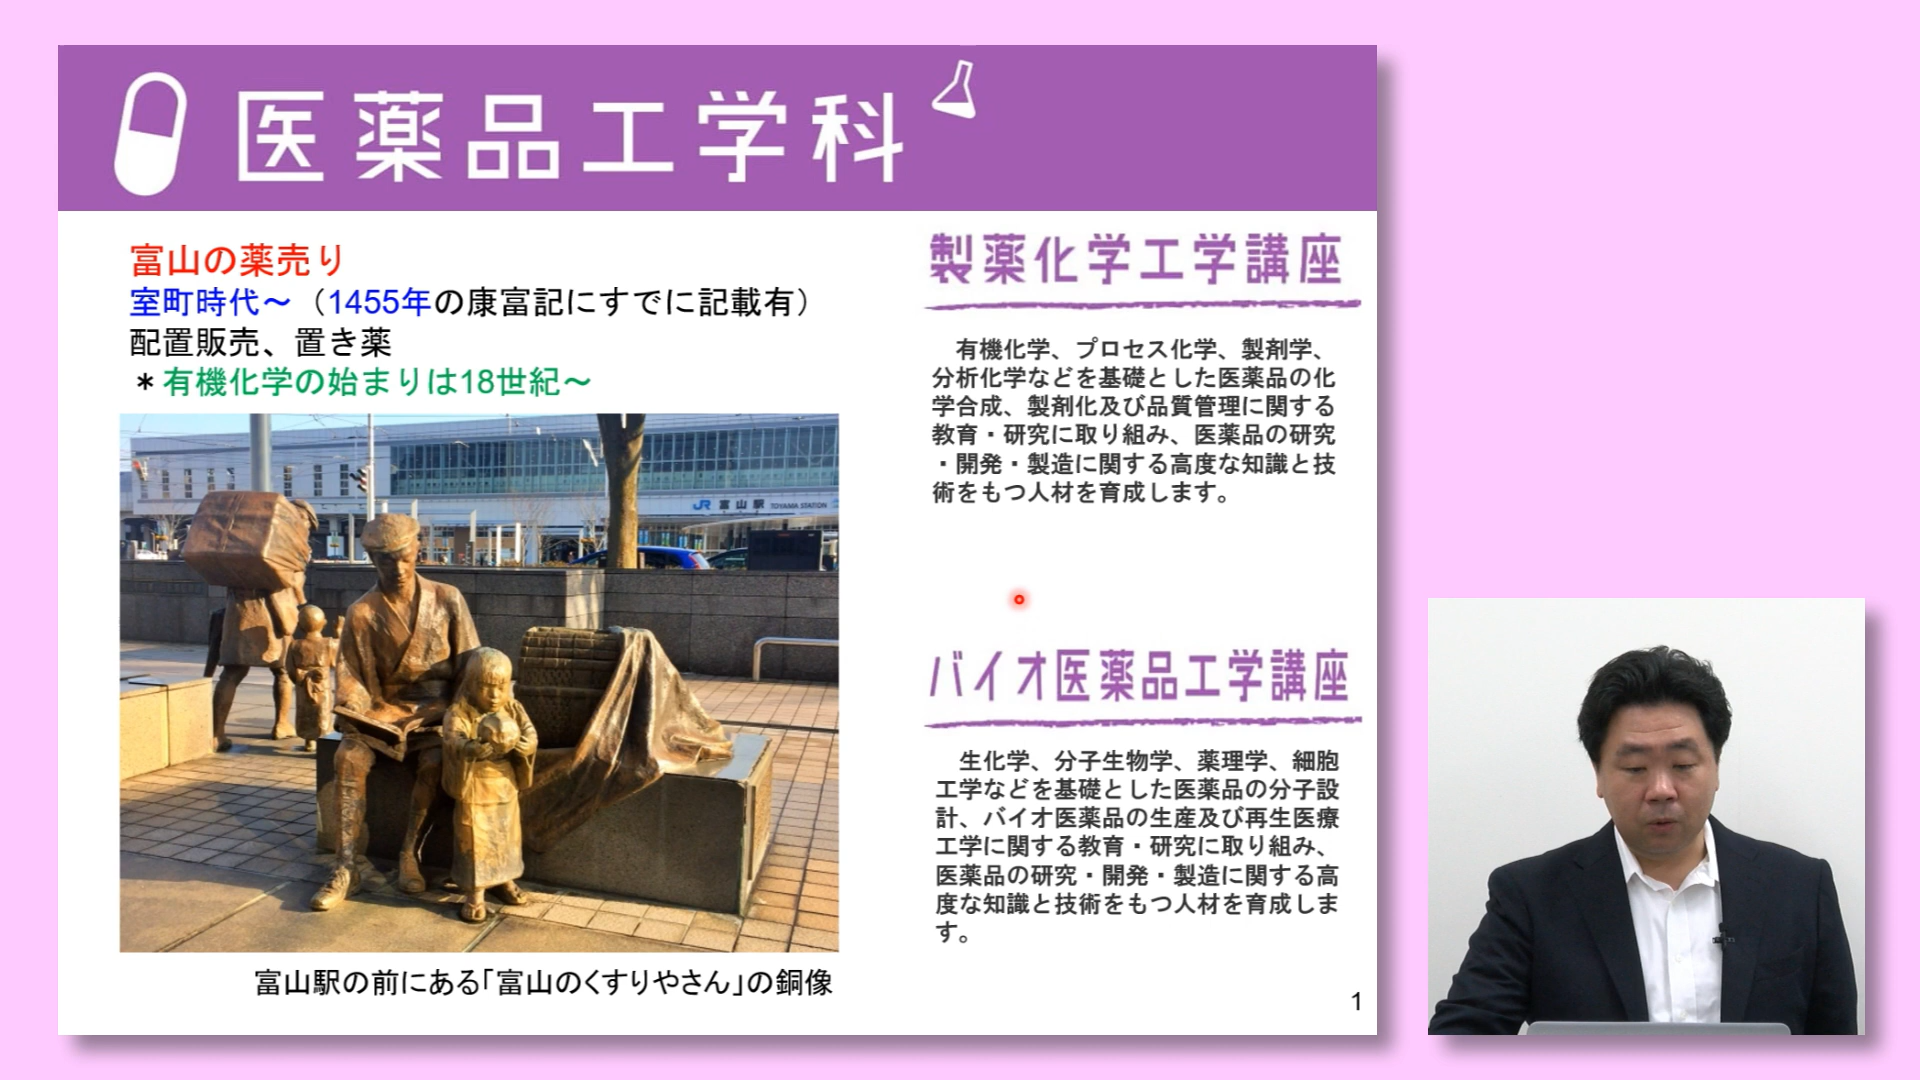 医薬品工学科
富山の薬売り
室町時代～（1455年の康富記にすでに記載有）
配置販売、置き薬
＊有機化学の始まりは18世紀～
JR 富山駅 TOYAMA STATION
富山駅の前にある｢富山のくすりやさん｣の銅像
製薬化学工学講座
有機化学、プロセス化学、製剤学、
分析化学などを基礎とした医薬品の化
学合成、製剤化及び品質管理に関する
教育・研究に取り組み、医薬品の研究
・開発・製造に関する高度な知識と技
術をもつ人材を育成します。
バイオ医薬品工学講座
生化学、分子生物学、薬理学、細胞
工学などを基礎とした医薬品の分子設
計、バイオ医薬品の生産及び再生医療
工学に関する教育・研究に取り組み、
医薬品の研究・開発・製造に関する高
度な知識と技術をもつ人材を育成しま
す。
1